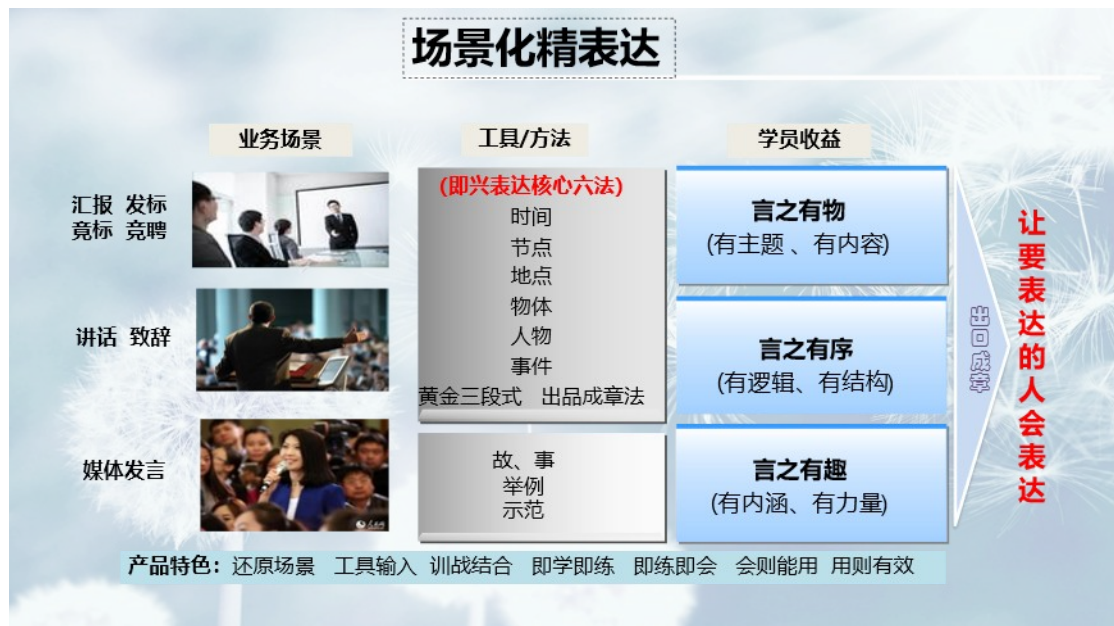 场景化精表达
业务场景
工具/方法
学员收益
汇报 发标
竟标 竞聘
讲话 致辞
媒体发言
人民网
(即兴表达核心六法)
时间
节点
地点
物体
人物
事件
黄金三段式 出品成章法
故、事
举例
示范
言之有物
(有主题、有内容)
言之有序
(有逻辑、有结构)
言之有趣
(有内涵、有力量)
出口成章
让要表达的人会表达
产品特色：还原场景 工具输入 训战结合 即学即练 即练即会 会则能用 用则有效